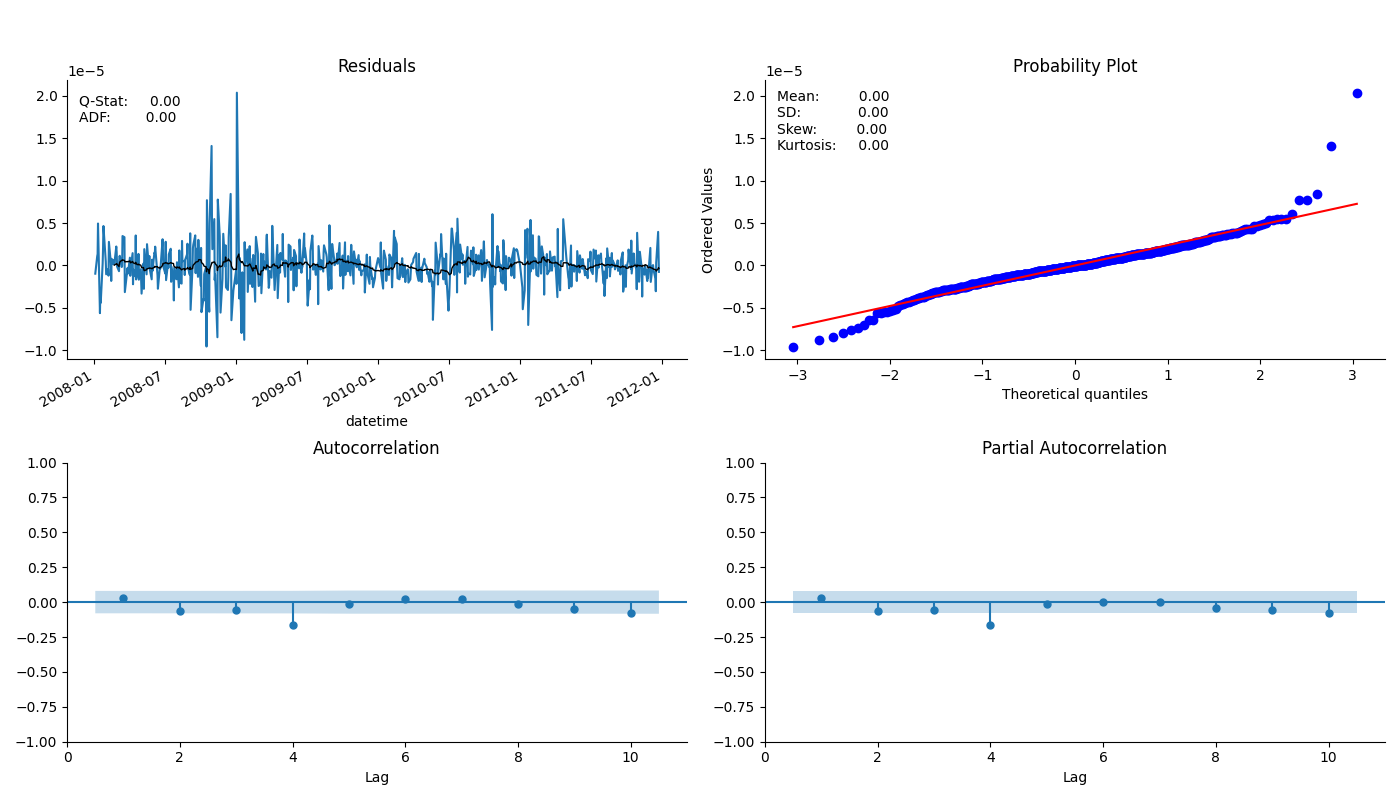 Residuals
1e−5
Q-Stat: 0.00
ADF: 0.00
2.0
1.5
1.0
0.5
0.0
−0.5
−1.0
2008-01
2008-07
2009-01
2009-07
2010-01
2010-07
2011-01
2011-07
2012-01
datetime
Probability Plot
1e−5
Mean: 0.00
SD: 0.00
Skew: 0.00
Kurtosis: 0.00
Ordered Values
2.0
1.5
1.0
0.5
0.0
−0.5
−1.0
−3 −2 −1 0 1 2 3
Theoretical quantiles
Autocorrelation
1.00
0.75
0.50
0.25
0.00
−0.25
−0.50
−0.75
−1.00
0 2 4 6 8 10
Lag
Partial Autocorrelation
1.00
0.75
0.50
0.25
0.00
−0.25
−0.50
−0.75
−1.00
0 2 4 6 8 10
Lag